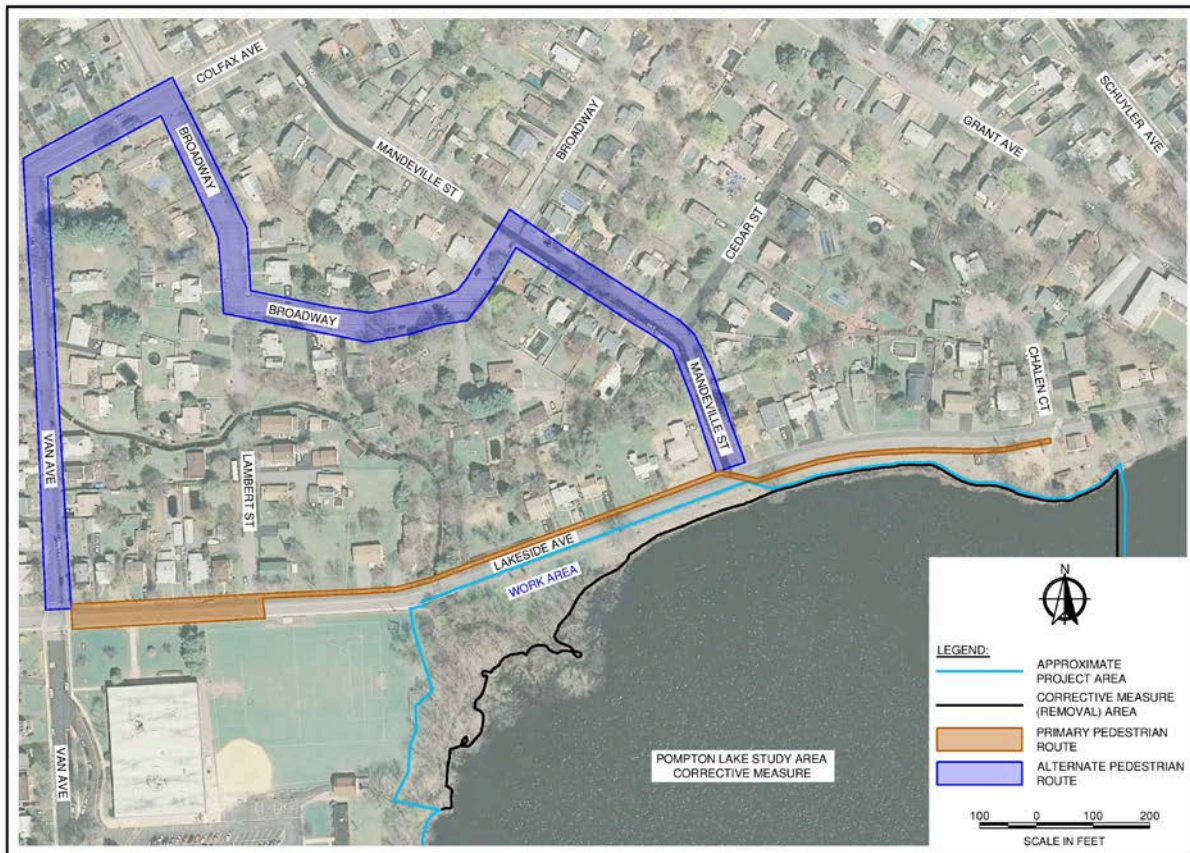 COLFAX AVE
SCHUYLER AVE
BROADWAY
BROADWAY
GRANT AVE
MANDEVILLE ST
CEDAR ST
BROADWAY
MANDEVILLE ST
CHALEN CT
VAN AVE
LAMBERT ST
LAKESIDE AVE
WORK AREA
VAN AVE
POMPTON LAKE STUDY AREA
CORRECTIVE MEASURE
N
LEGEND:
APPROXIMATE
PROJECT AREA
CORRECTIVE MEASURE
(REMOVAL) AREA
PRIMARY PEDESTRIAN
ROUTE
ALTERNATE PEDESTRIAN
ROUTE
100 0 100 200
SCALE IN FEET